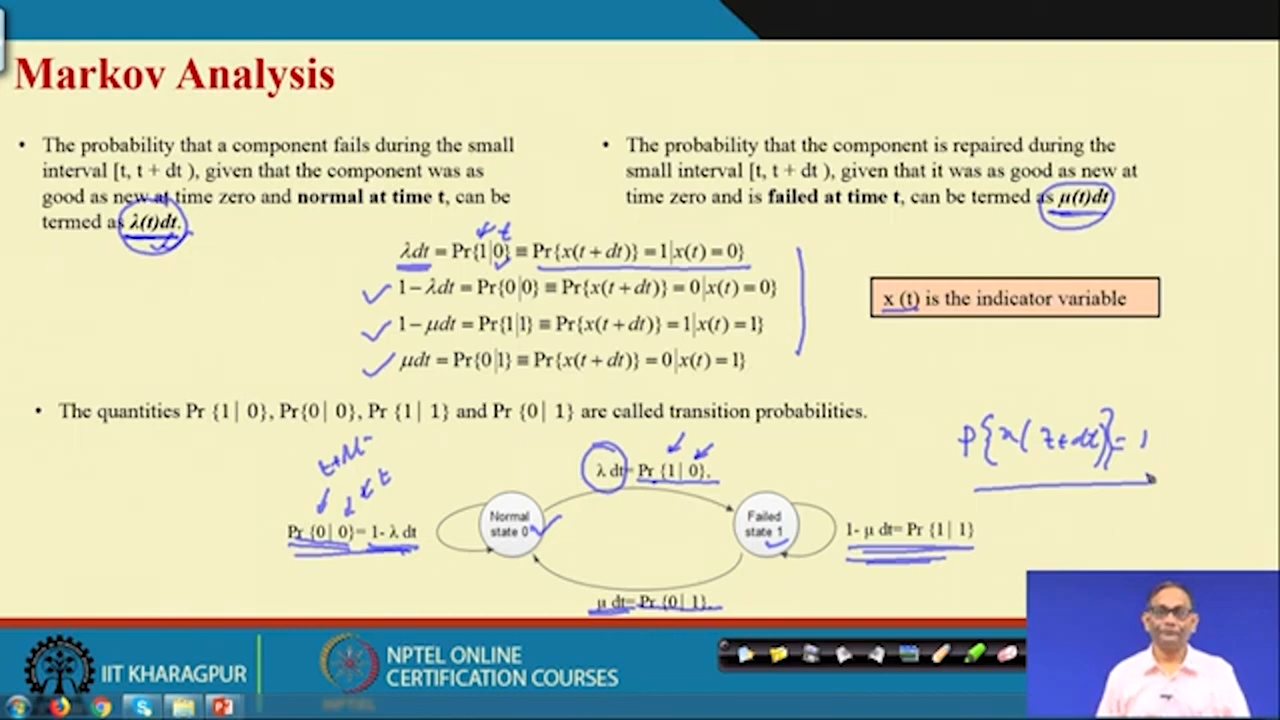 Markov Analysis
• The probability that a component fails during the small
interval [t, t + dt ), given that the component was as
good as new at time zero and normal at time t, can be
termed as λ(t)dt.
• The probability that the component is repaired during the
small interval [t, t + dt ), given that it was as good as new at
time zero and is failed at time t, can be termed as μ(t)dt
t
λdt = Pr{1|0} ≡ Pr{x(t + dt)} = 1|x(t) = 0}
1 − λdt = Pr{0|0} ≡ Pr{x(t + dt)} = 0|x(t) = 0}
1 − μdt = Pr{1|1} ≡ Pr{x(t + dt)} = 1|x(t) = 1}
μdt = Pr{0|1} ≡ Pr{x(t + dt)} = 0|x(t) = 1}
x (t) is the indicator variable
• The quantities Pr {1 | 0}, Pr{0 | 0}, Pr {1 | 1} and Pr {0 | 1} are called transition probabilities.
t
λ dt= Pr {1 | 0}.
Pr {0 | 0}= 1- λ dt
Normal
state 0
Failed
state 1
1- μ dt= Pr {1 | 1}
μ dt= Pr {0 | 1}.
IIT KHARAGPUR
NPTEL ONLINE
CERTIFICATION COURSES